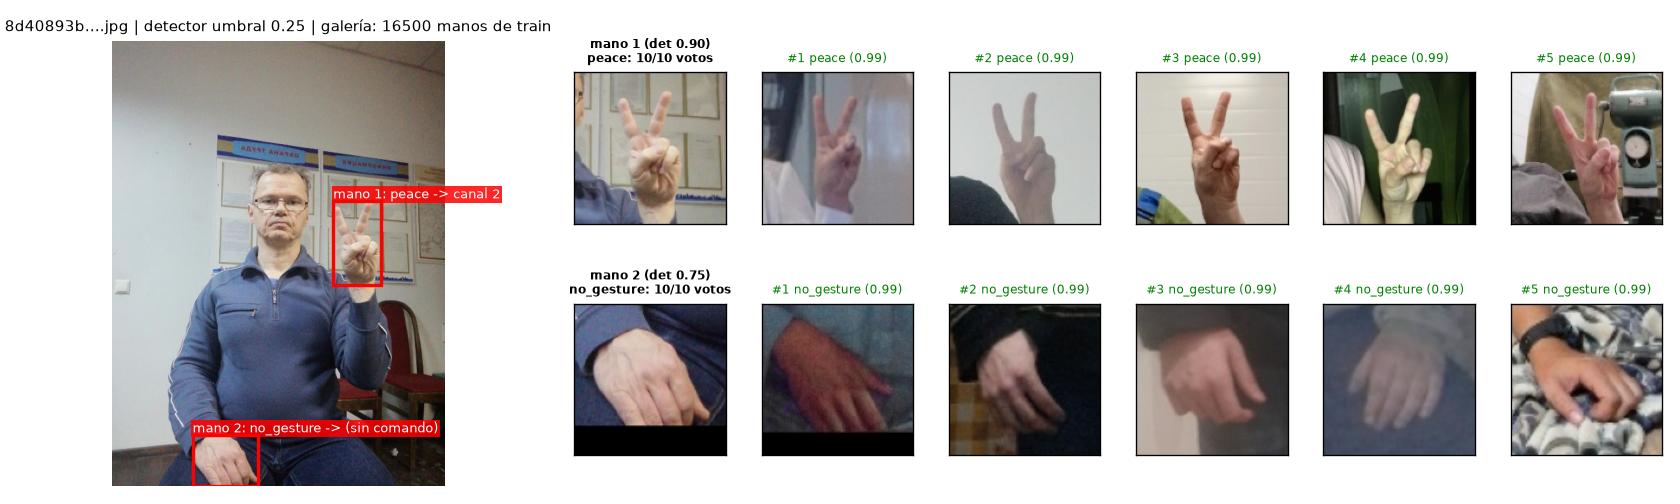 8d40893b....jpg | detector umbral 0.25 | galería: 16500 manos de train
mano 1: peace -> canal 2
mano 2: no_gesture -> (sin comando)
mano 1 (det 0.90)
peace: 10/10 votos
#1 peace (0.99)
#2 peace (0.99)
#3 peace (0.99)
#4 peace (0.99)
#5 peace (0.99)
mano 2 (det 0.75)
no_gesture: 10/10 votos
#1 no_gesture (0.99)
#2 no_gesture (0.99)
#3 no_gesture (0.99)
#4 no_gesture (0.99)
#5 no_gesture (0.99)